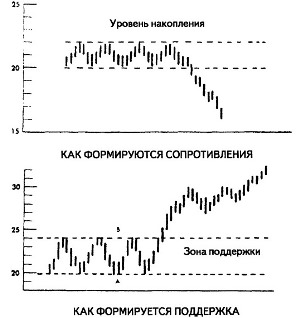 25
Уровень накопления
20
15
КАК ФОРМИРУЮТСЯ СОПРОТИВЛЕНИЯ
30
Б
Зона поддержки
20
А
КАК ФОРМИРУЕТСЯ ПОДДЕРЖКА